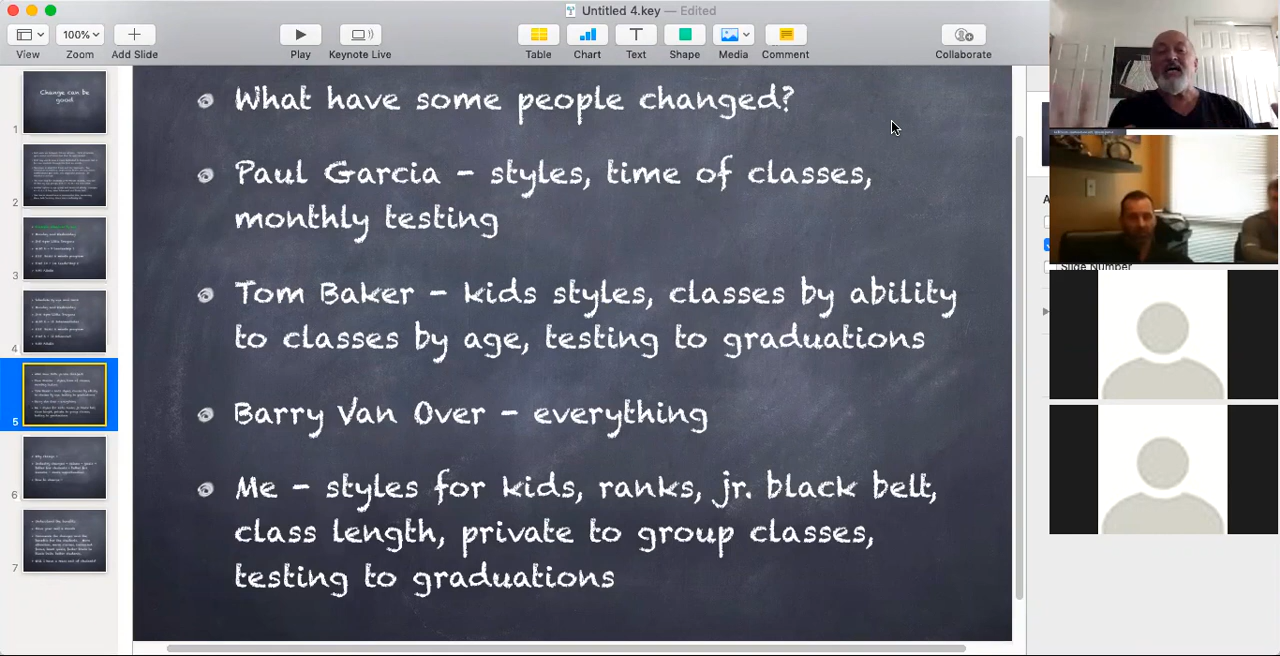 Untitled 4.key — Edited
100%
View
Zoom
Add Slide
Play
Keynote Live
Table
Chart
Text
Shape
Media
Comment
Collaborate
Change can be
good
1
2
3
4
5
6
7
What have some people changed?
Paul Garcia - styles, time of classes,
monthly testing
Tom Baker - kids styles, classes by ability
to classes by age, testing to graduations
Barry Van Over - everything
Me - styles for kids, ranks, jr. black belt,
class length, private to group classes,
testing to graduations
Slide Number